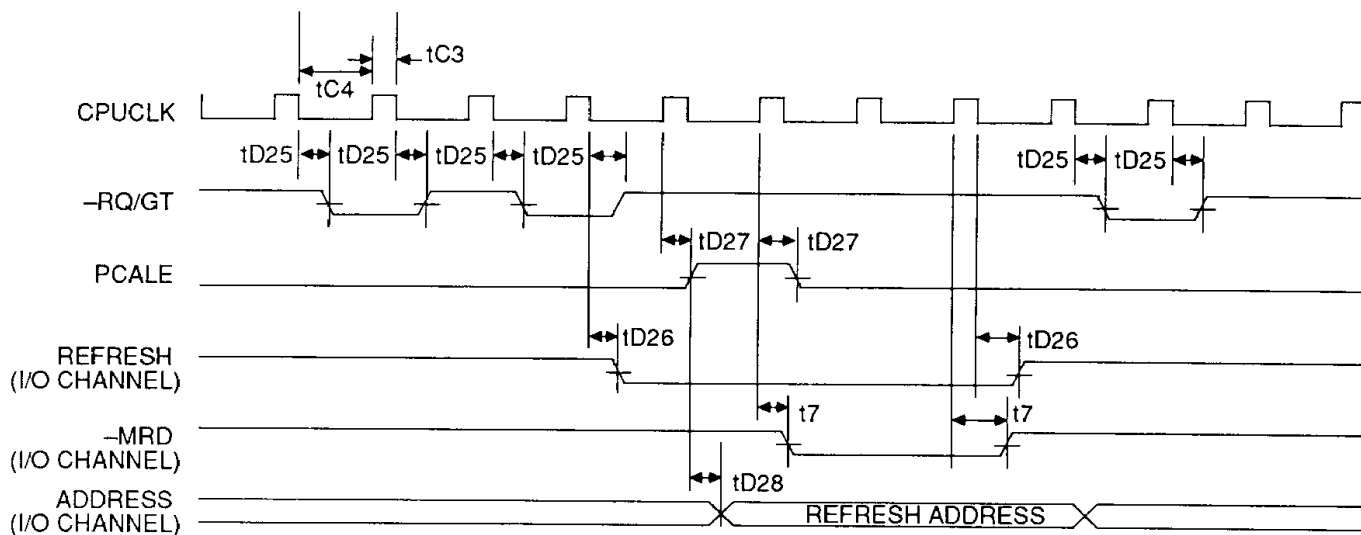 tC3
tC4
CPUCLK
tD25 tD25 tD25 tD25 tD25 tD25
–RQ/GT
tD27 tD27
PCALE
tD26 tD26
REFRESH
(I/O CHANNEL)
t7 t7
–MRD
(I/O CHANNEL)
tD28
ADDRESS
(I/O CHANNEL)
REFRESH ADDRESS